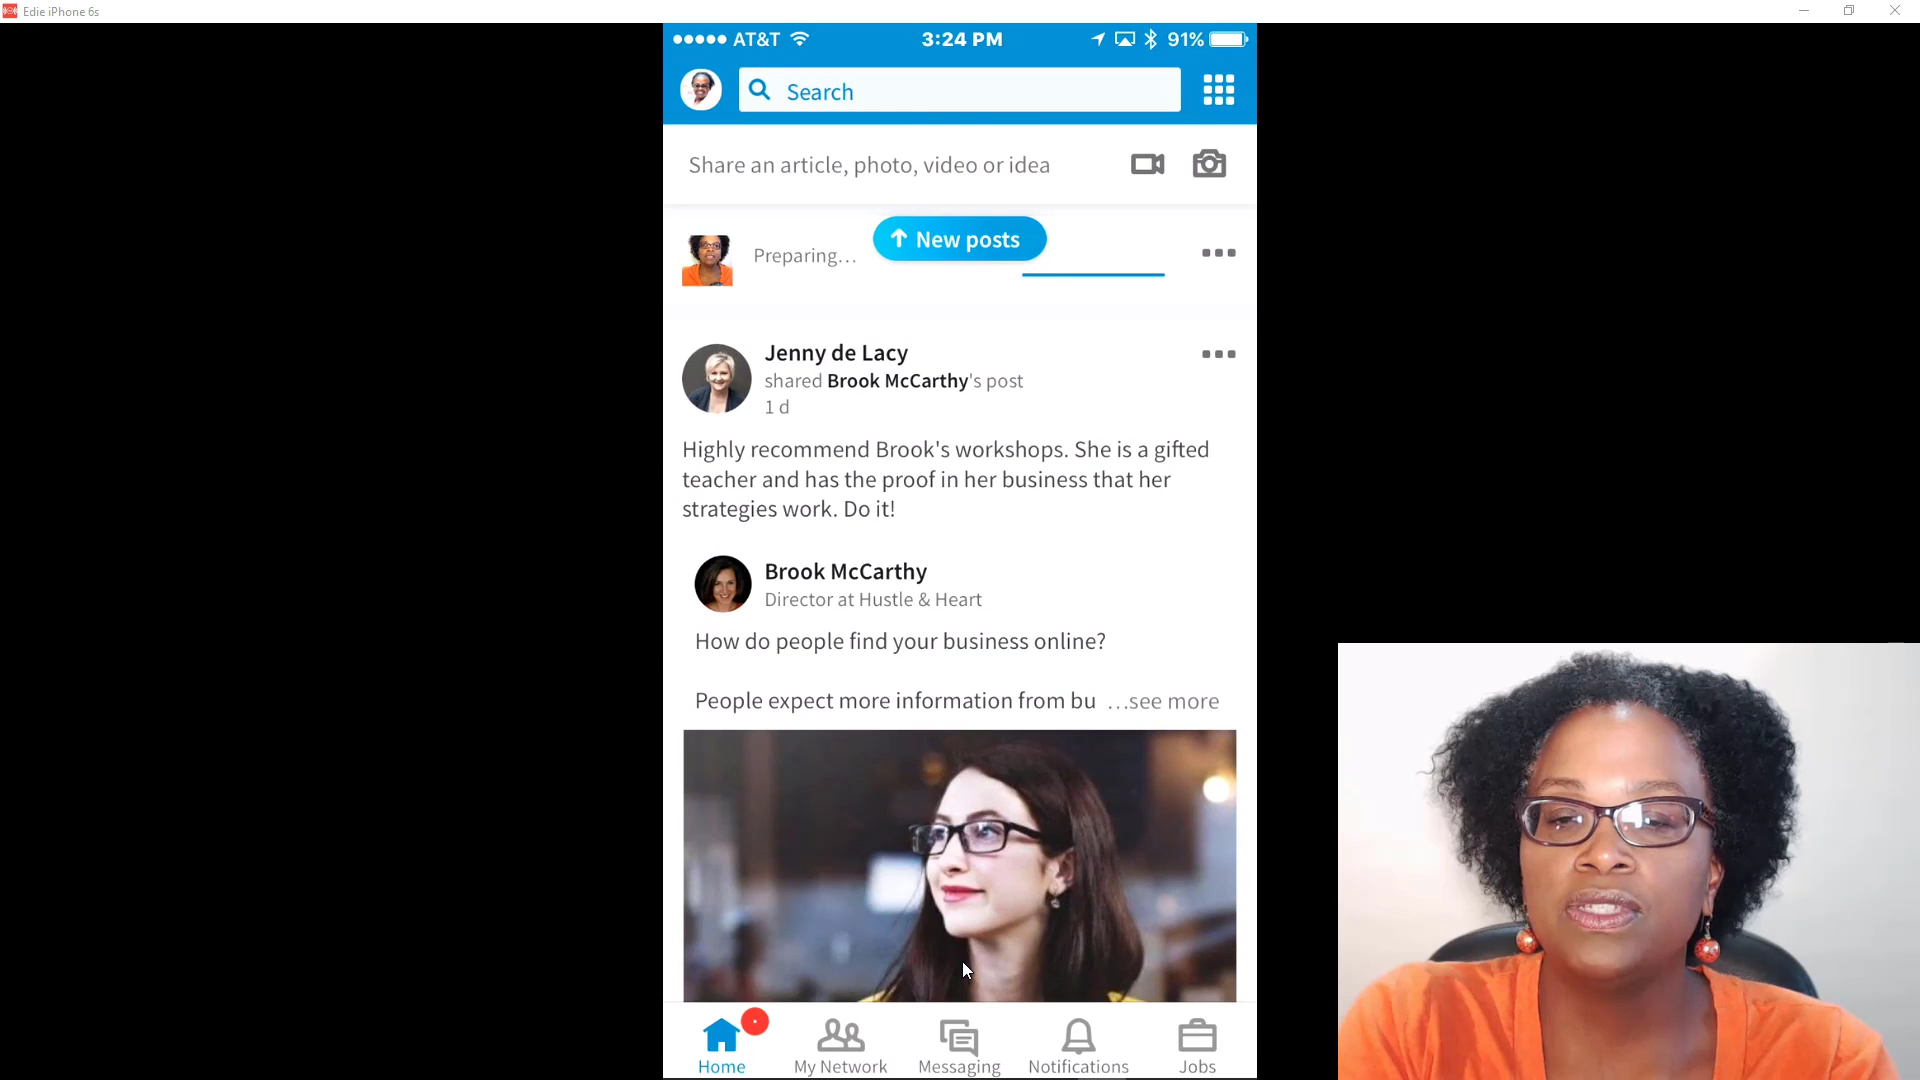 Edie iPhone 6s
AT&T 3:24 PM 91%
Search
Share an article, photo, video or idea
New posts
Preparing...
Jenny de Lacy
shared Brook McCarthy's post
1 d
Highly recommend Brook's workshops. She is a gifted
teacher and has the proof in her business that her
strategies work. Do it!
Brook McCarthy
Director at Hustle & Heart
How do people find your business online?
People expect more information from bu ...see more
Home My Network Messaging Notifications Jobs